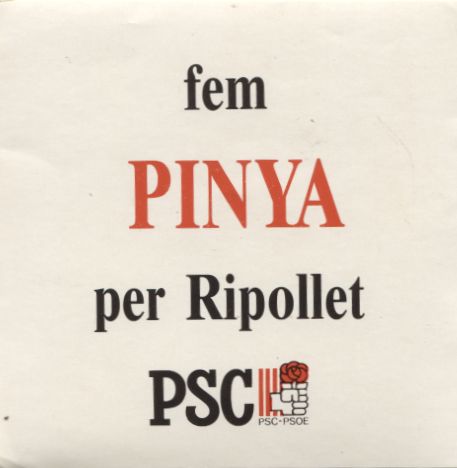 fem
PINYA
per Ripollet
PSC
PSC-PSOE